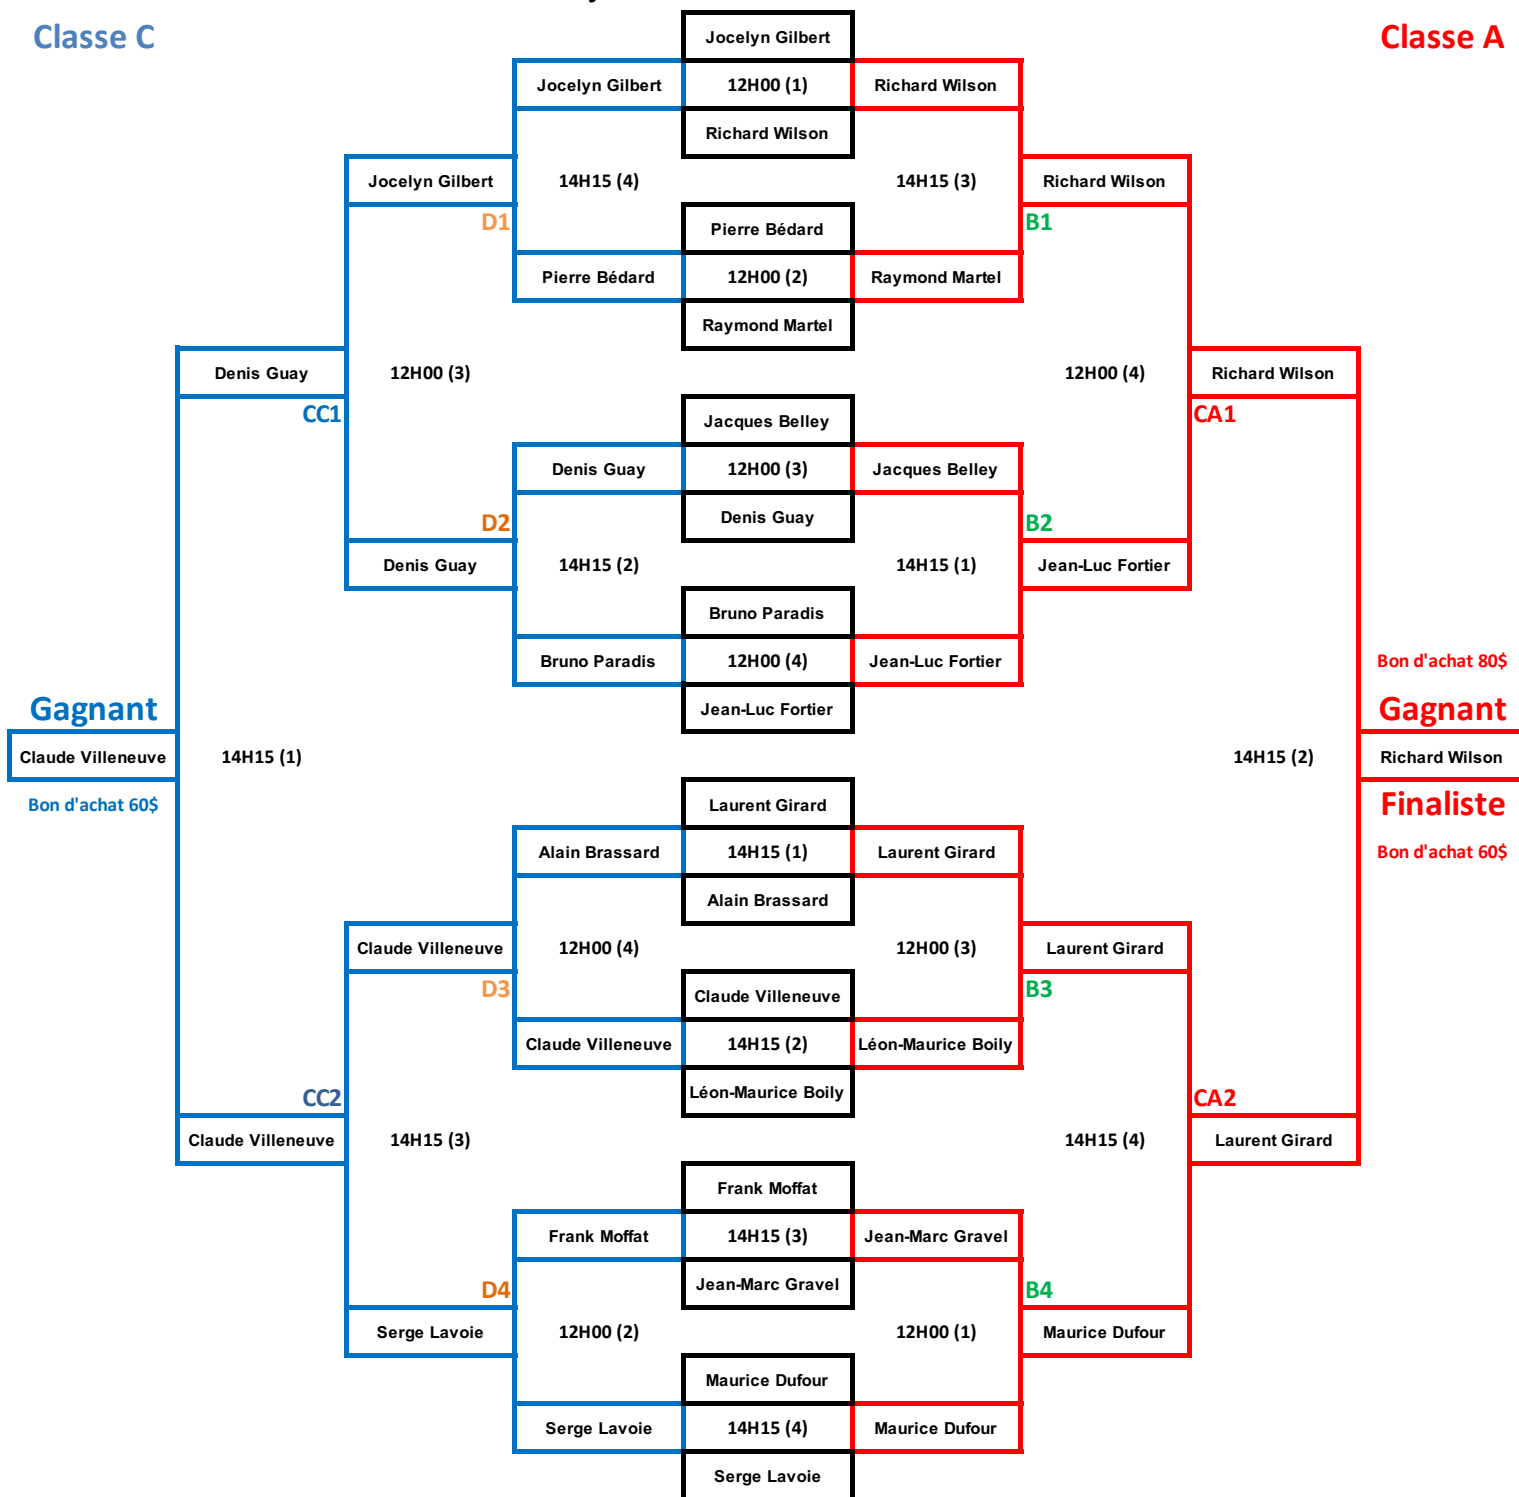 Classe C
Jocelyn Gilbert
Classe A
Jocelyn Gilbert
12H00 (1)
Richard Wilson
Richard Wilson
Jocelyn Gilbert
14H15 (4)
14H15 (3)
Richard Wilson
D1
Pierre Bédard
B1
Pierre Bédard
12H00 (2)
Raymond Martel
Raymond Martel
Denis Guay
12H00 (3)
12H00 (4)
Richard Wilson
CC1
Jacques Belley
CA1
Denis Guay
12H00 (3)
Jacques Belley
D2
Denis Guay
B2
Denis Guay
14H15 (2)
14H15 (1)
Jean-Luc Fortier
Bruno Paradis
Bruno Paradis
12H00 (4)
Jean-Luc Fortier
Bon d'achat 80$
Gagnant
Jean-Luc Fortier
Gagnant
Claude Villeneuve
14H15 (1)
14H15 (2)
Richard Wilson
Bon d'achat 60$
Laurent Girard
Finaliste
Alain Brassard
14H15 (1)
Laurent Girard
Bon d'achat 60$
Alain Brassard
Claude Villeneuve
12H00 (4)
12H00 (3)
Laurent Girard
D3
Claude Villeneuve
B3
Claude Villeneuve
14H15 (2)
Léon-Maurice Boily
CC2
Léon-Maurice Boily
CA2
Claude Villeneuve
14H15 (3)
14H15 (4)
Laurent Girard
Frank Moffat
Frank Moffat
14H15 (3)
Jean-Marc Gravel
D4
Jean-Marc Gravel
B4
Serge Lavoie
12H00 (2)
12H00 (1)
Maurice Dufour
Maurice Dufour
Serge Lavoie
14H15 (4)
Maurice Dufour
Serge Lavoie